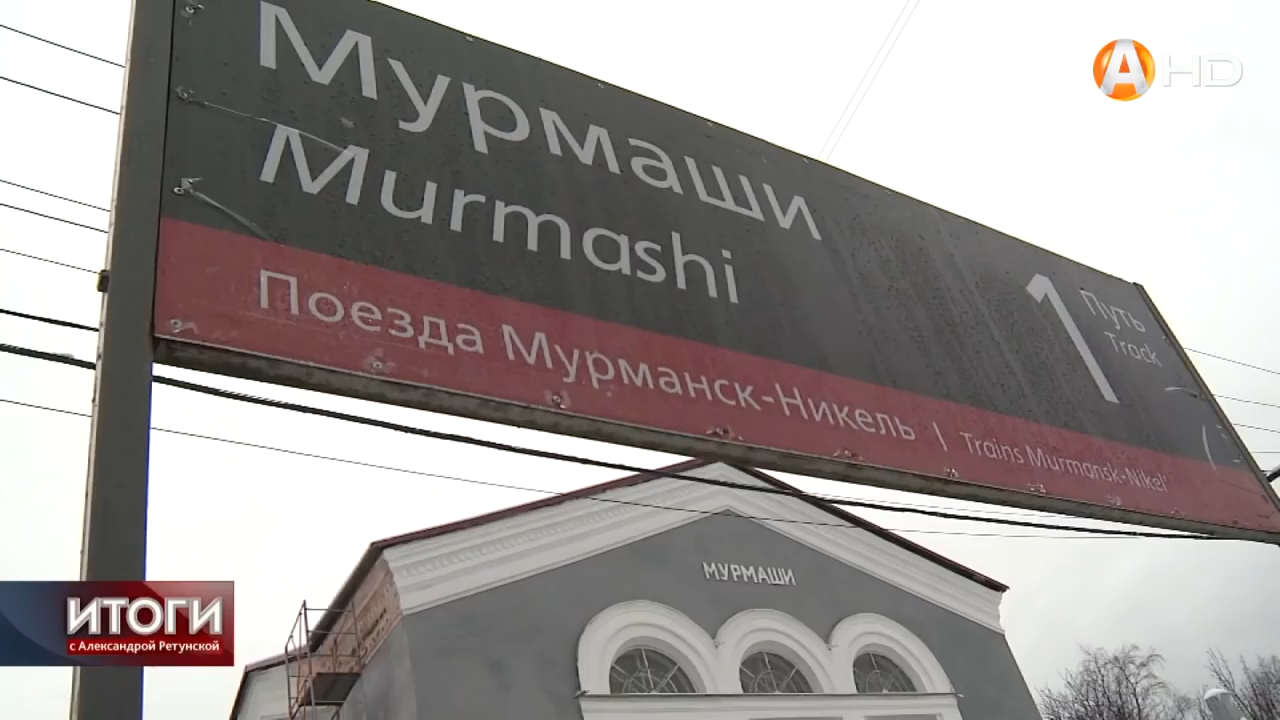 Мурмаши
Murmashi
1
Путь
Track
Поезда Мурманск-Никель | Trains Murmansk-Nikel'
МУРМАШИ
А HD
ИТОГИ
с Александрой Ретунской